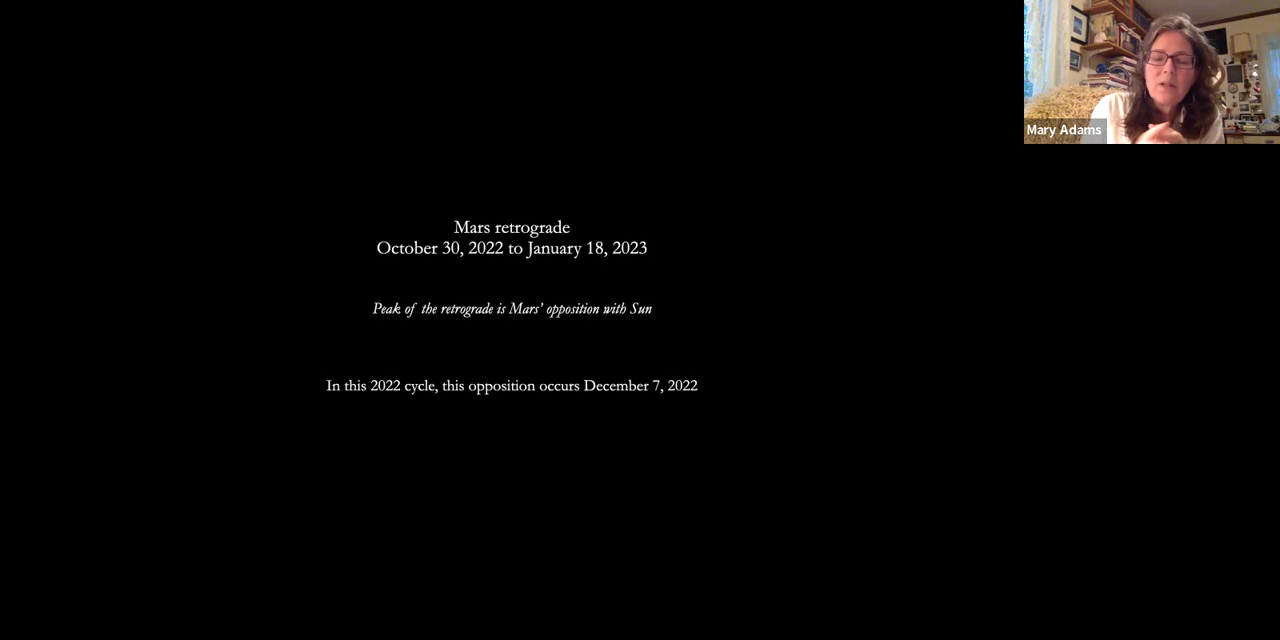 Mary Adams
Mars retrograde
October 30, 2022 to January 18, 2023
Peak of the retrograde is Mars' opposition with Sun
In this 2022 cycle, this opposition occurs December 7, 2022